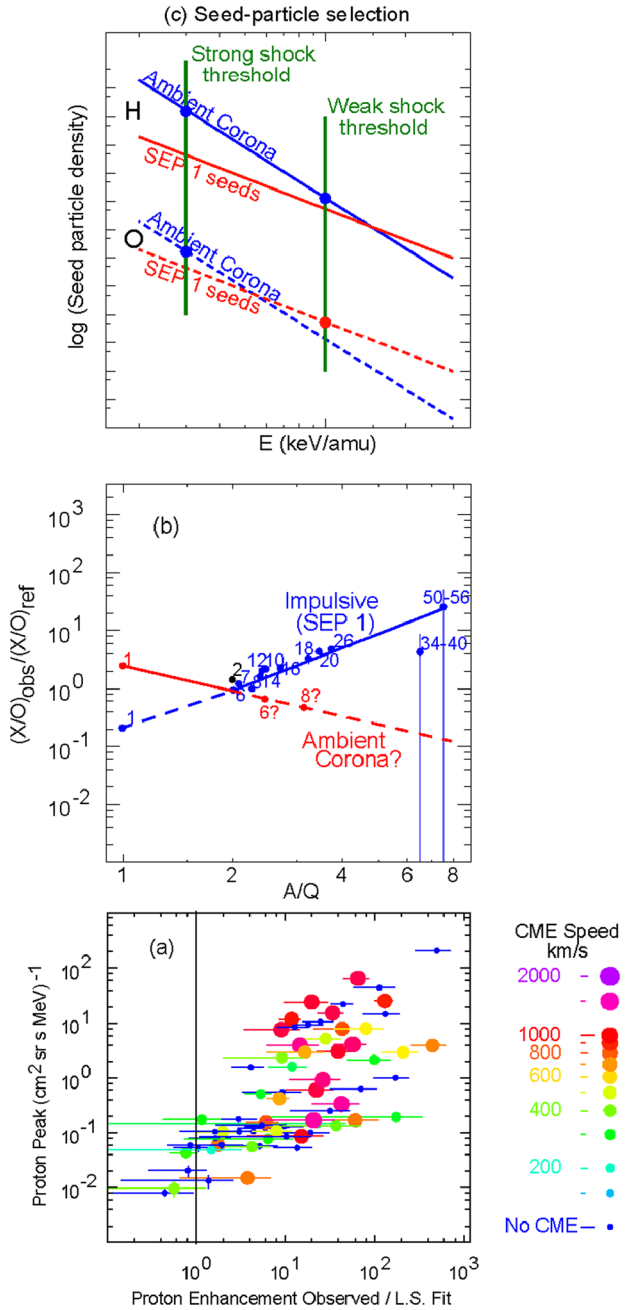 (c) Seed-particle selection
Strong shock
threshold
Ambient Corona
H
Weak shock
threshold
SEP 1 seeds
Ambient Corona
O
SEP 1 seeds
log (Seed particle density)
E (keV/amu)
(b)
10³
10²
10¹
10⁰
10⁻¹
10⁻²
(X/O)obs/(X/O)ref
Impulsive
(SEP 1)
50-56
34-40
26
20
18
16
12
10
2
7
14
6
1
1
6?
8?
Ambient
Corona?
1
2
4
6
8
A/Q
(a)
10²
10¹
10⁰
10⁻¹
10⁻²
Proton Peak (cm² sr s MeV)⁻¹
10⁰
10¹
10²
10³
Proton Enhancement Observed / L.S. Fit
CME Speed
km/s
2000
1000
800
600
400
200
No CME